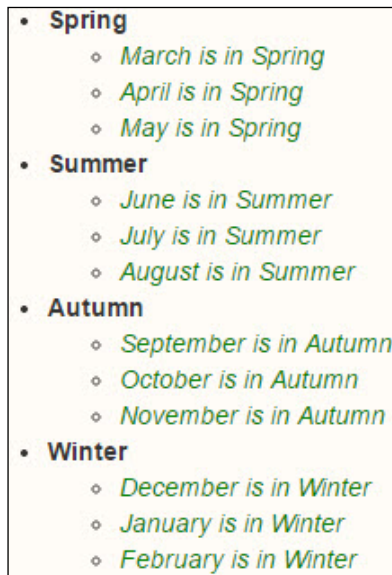 Spring
March is in Spring
April is in Spring
May is in Spring
Summer
June is in Summer
July is in Summer
August is in Summer
Autumn
September is in Autumn
October is in Autumn
November is in Autumn
Winter
December is in Winter
January is in Winter
February is in Winter